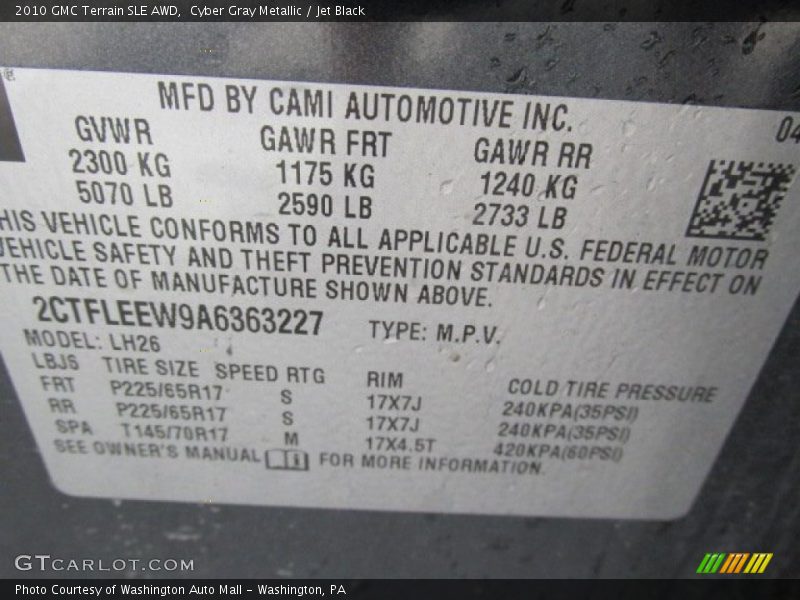 2010 GMC Terrain SLE AWD, Cyber Gray Metallic / Jet Black
MFD BY CAMI AUTOMOTIVE INC.
04
GVWR GAWR FRT GAWR RR
2300 KG 1175 KG 1240 KG
5070 LB 2590 LB 2733 LB
HIS VEHICLE CONFORMS TO ALL APPLICABLE U.S. FEDERAL MOTOR
VEHICLE SAFETY AND THEFT PREVENTION STANDARDS IN EFFECT ON
THE DATE OF MANUFACTURE SHOWN ABOVE.
2CTFLEEW9A6363227 TYPE: M.P.V.
MODEL: LH26
LBJS TIRE SIZE SPEED RTG RIM COLD TIRE PRESSURE
FRT P225/65R17 S 17X7J 240KPA(35PSI)
RR P225/65R17 S 17X7J 240KPA(35PSI)
SPA T145/70R17 M 17X4.5T 420KPA(60PSI)
SEE OWNER'S MANUAL FOR MORE INFORMATION.
GTCARLOT.COM
Photo Courtesy of Washington Auto Mall - Washington, PA